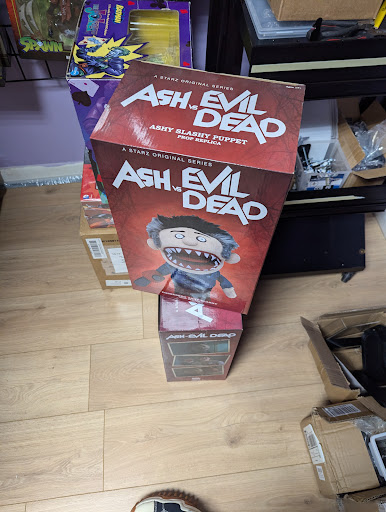 SPAWN
A STARZ ORIGINAL SERIES
ASH VS EVIL
DEAD
ASHY SLASHY PUPPET
PROP REPLICA
A STARZ ORIGINAL SERIES
ASH VS EVIL
DEAD
ASH VS EVIL DEAD